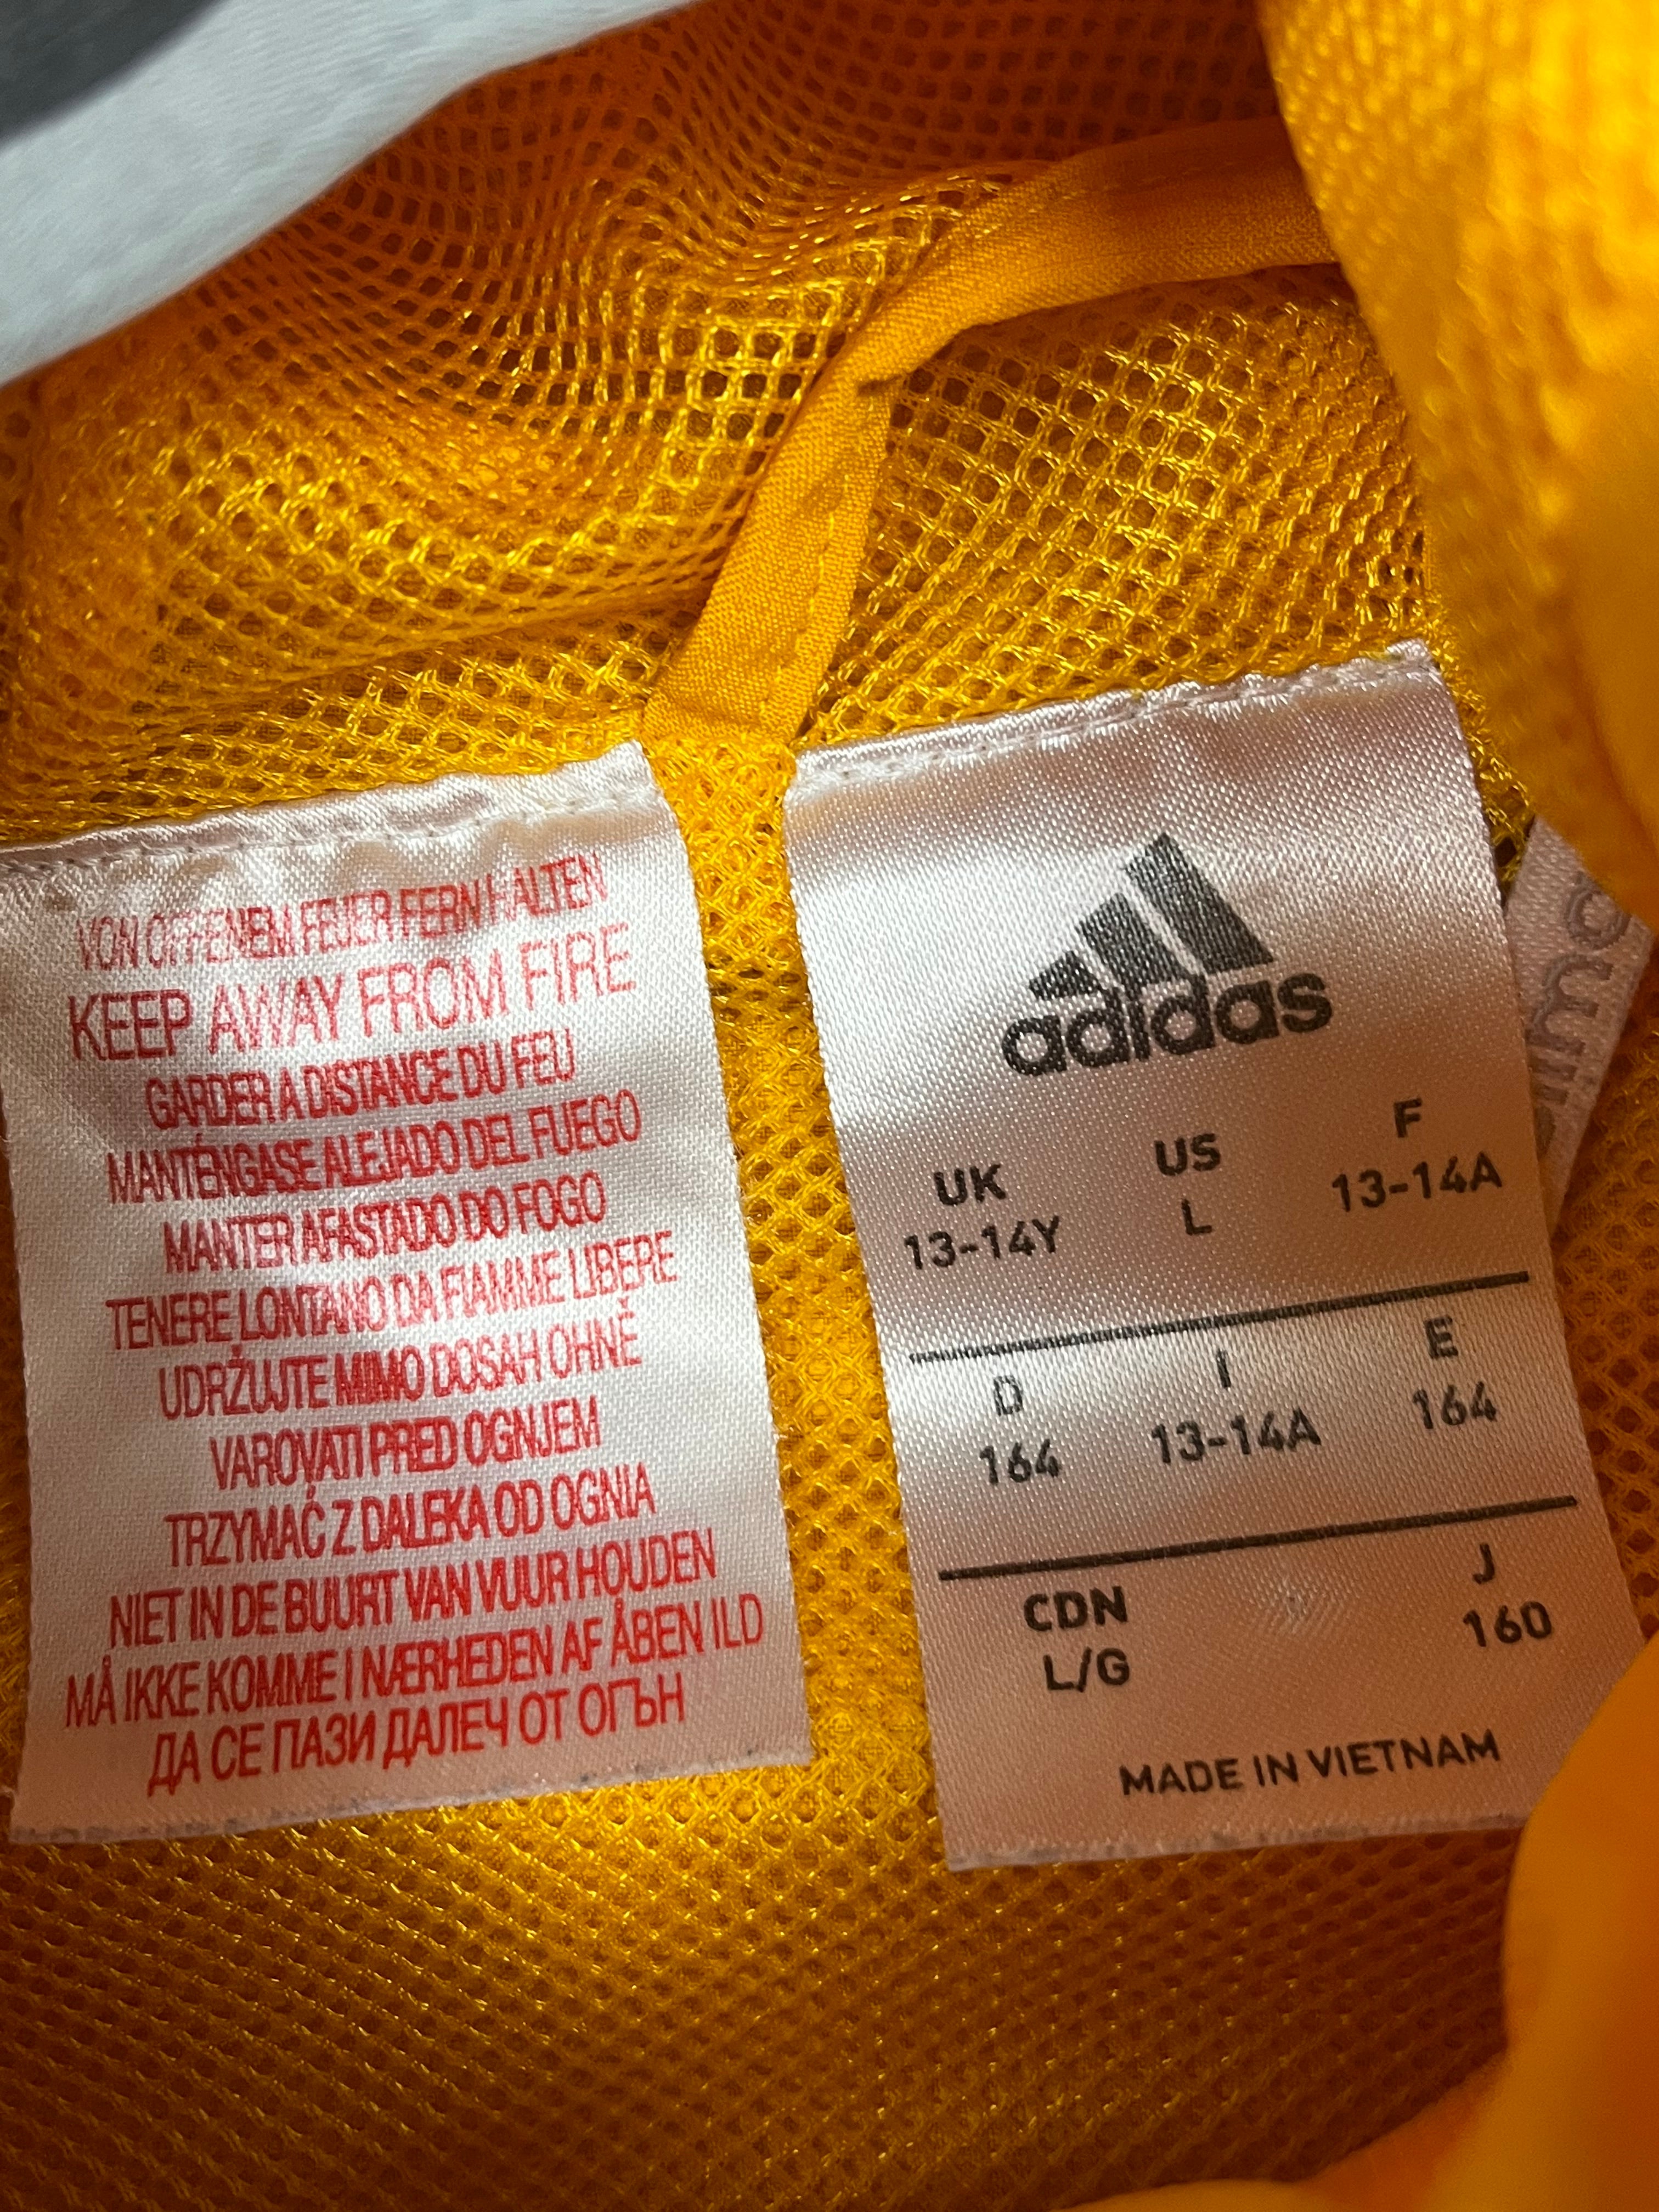 VON OFFENEM FEUER FERNHALTEN
KEEP AWAY FROM FIRE
GARDER A DISTANCE DU FEU
MANTÉNGASE ALEJADO DEL FUEGO
MANTER AFASTADO DO FOGO
TENERE LONTANO DA FIAMME LIBERE
UDRŽUJTE MIMO DOSAH OHNĚ
VAROVATI PRED OGNJEM
TRZYMAĆ Z DALEKA OD OGNIA
NIET IN DE BUURT VAN VUUR HOUDEN
MÅ IKKE KOMME I NÆRHEDEN AF ÅBEN ILD
ДА СЕ ПАЗИ ДАЛЕЧ ОТ ОГЪН
adidas
UK US F
13-14Y L 13-14A
D I E
164 13-14A 164
CDN J
L/G 160
MADE IN VIETNAM